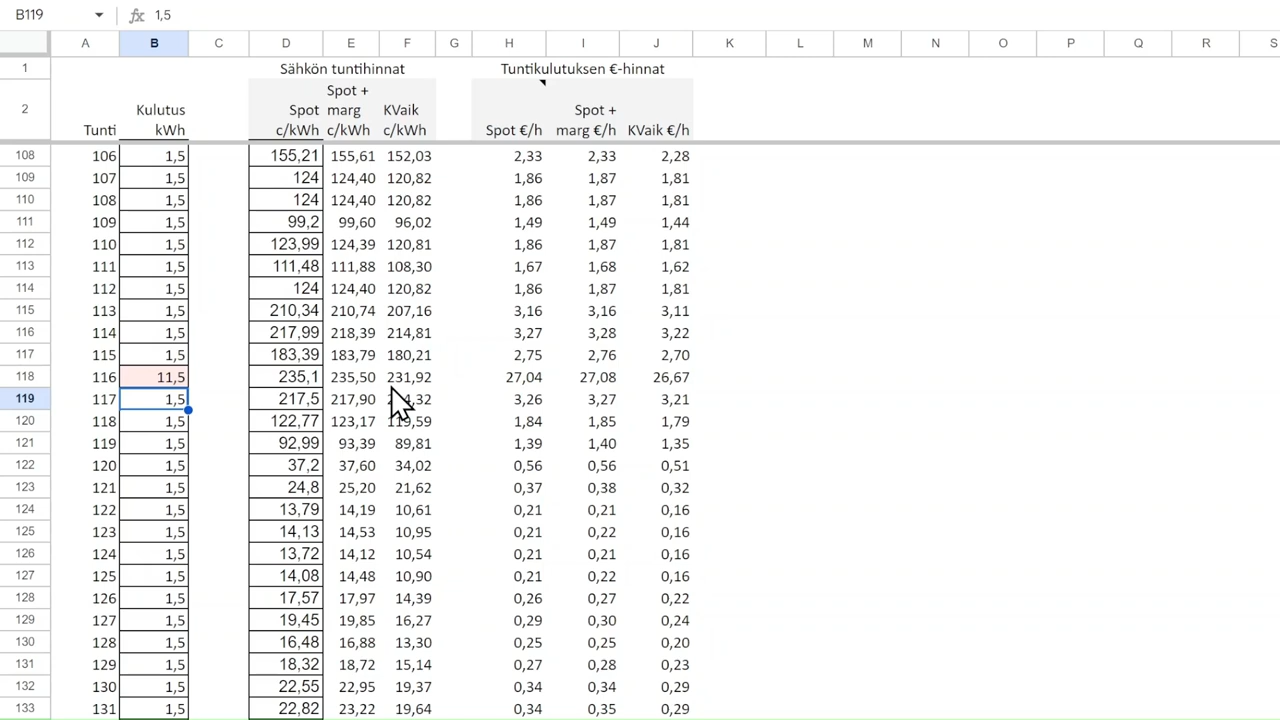 B119 fx 1,5
A B C D E F G H I J K L M N O P Q R S
1 Sähkön tuntihinnat Tuntikulutuksen €-hinnat
2 Tunti Kulutus kWh Spot c/kWh Spot + marg c/kWh KVaik c/kWh Spot €/h Spot + marg €/h KVaik €/h
108 106 1,5 155,21 155,61 152,03 2,33 2,33 2,28
109 107 1,5 124 124,40 120,82 1,86 1,87 1,81
110 108 1,5 124 124,40 120,82 1,86 1,87 1,81
111 109 1,5 99,2 99,60 96,02 1,49 1,49 1,44
112 110 1,5 123,99 124,39 120,81 1,86 1,87 1,81
113 111 1,5 111,48 111,88 108,30 1,67 1,68 1,62
114 112 1,5 124 124,40 120,82 1,86 1,87 1,81
115 113 1,5 210,34 210,74 207,16 3,16 3,16 3,11
116 114 1,5 217,99 218,39 214,81 3,27 3,28 3,22
117 115 1,5 183,39 183,79 180,21 2,75 2,76 2,70
118 116 11,5 235,1 235,50 231,92 27,04 27,08 26,67
119 117 1,5 217,5 217,90 3,26 3,27 3,21
120 118 1,5 122,77 123,17 119,59 1,84 1,85 1,79
121 119 1,5 92,99 93,39 89,81 1,39 1,40 1,35
122 120 1,5 37,2 37,60 34,02 0,56 0,56 0,51
123 121 1,5 24,8 25,20 21,62 0,37 0,38 0,32
124 122 1,5 13,79 14,19 10,61 0,21 0,21 0,16
125 123 1,5 14,13 14,53 10,95 0,21 0,22 0,16
126 124 1,5 13,72 14,12 10,54 0,21 0,21 0,16
127 125 1,5 14,08 14,48 10,90 0,21 0,22 0,16
128 126 1,5 17,57 17,97 14,39 0,26 0,27 0,22
129 127 1,5 19,45 19,85 16,27 0,29 0,30 0,24
130 128 1,5 16,48 16,88 13,30 0,25 0,25 0,20
131 129 1,5 18,32 18,72 15,14 0,27 0,28 0,23
132 130 1,5 22,55 22,95 19,37 0,34 0,34 0,29
133 131 1,5 22,82 23,22 19,64 0,34 0,35 0,29